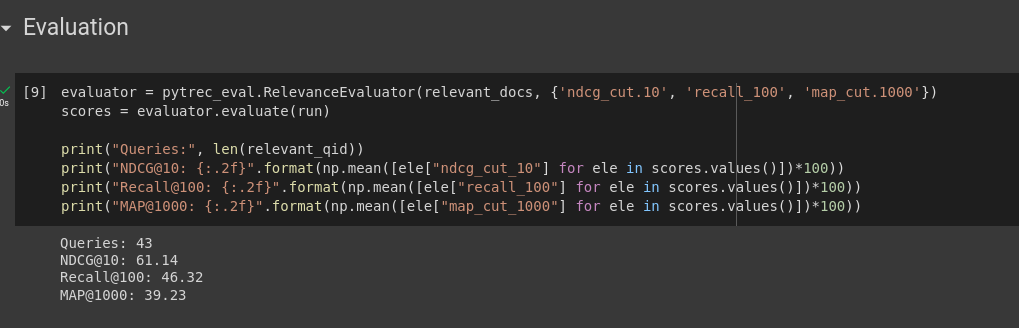 Evaluation
[9] evaluator = pytrec_eval.RelevanceEvaluator(relevant_docs, {'ndcg_cut.10', 'recall_100', 'map_cut.1000'})
0s
scores = evaluator.evaluate(run)
print("Queries:", len(relevant_qid))
print("NDCG@10: {:.2f}".format(np.mean([ele["ndcg_cut_10"] for ele in scores.values()])*100))
print("Recall@100: {:.2f}".format(np.mean([ele["recall_100"] for ele in scores.values()])*100))
print("MAP@1000: {:.2f}".format(np.mean([ele["map_cut_1000"] for ele in scores.values()])*100))
Queries: 43
NDCG@10: 61.14
Recall@100: 46.32
MAP@1000: 39.23